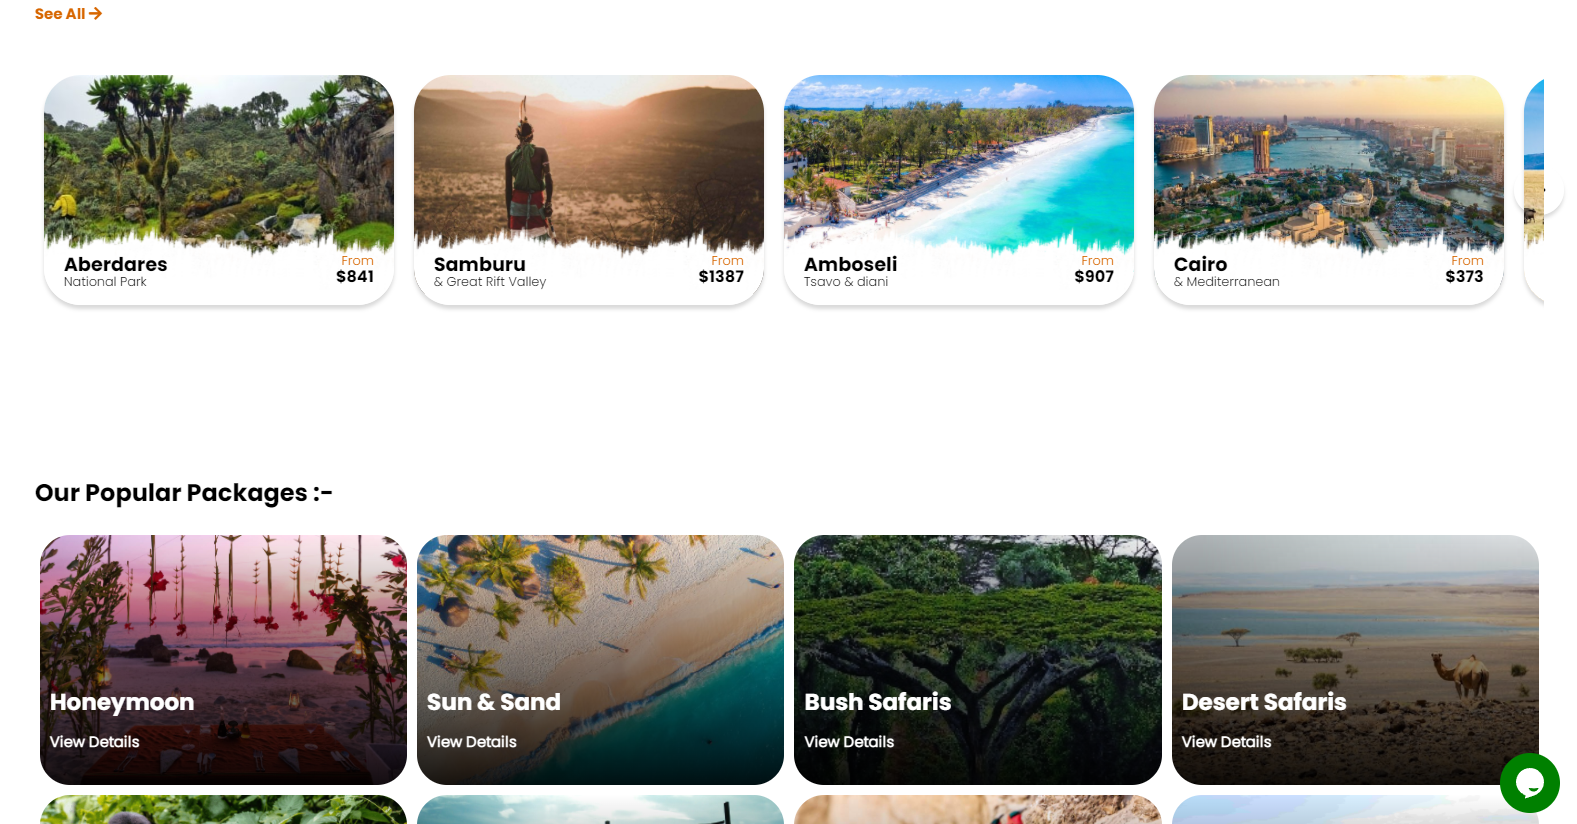 See All
Aberdares
National Park
From
$841
Samburu
& Great Rift Valley
From
$1387
Amboseli
Tsavo & diani
From
$907
Cairo
& Mediterranean
From
$373
Our Popular Packages :-
Honeymoon
View Details
Sun & Sand
View Details
Bush Safaris
View Details
Desert Safaris
View Details